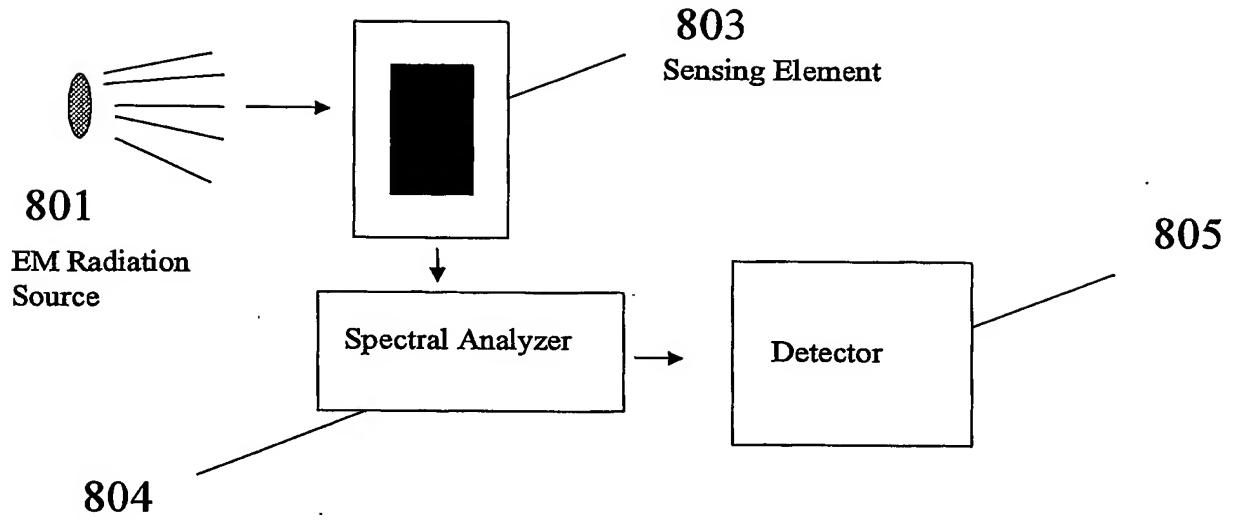 803
Sensing Element
801
EM Radiation
Source
805
Spectral Analyzer
Detector
804